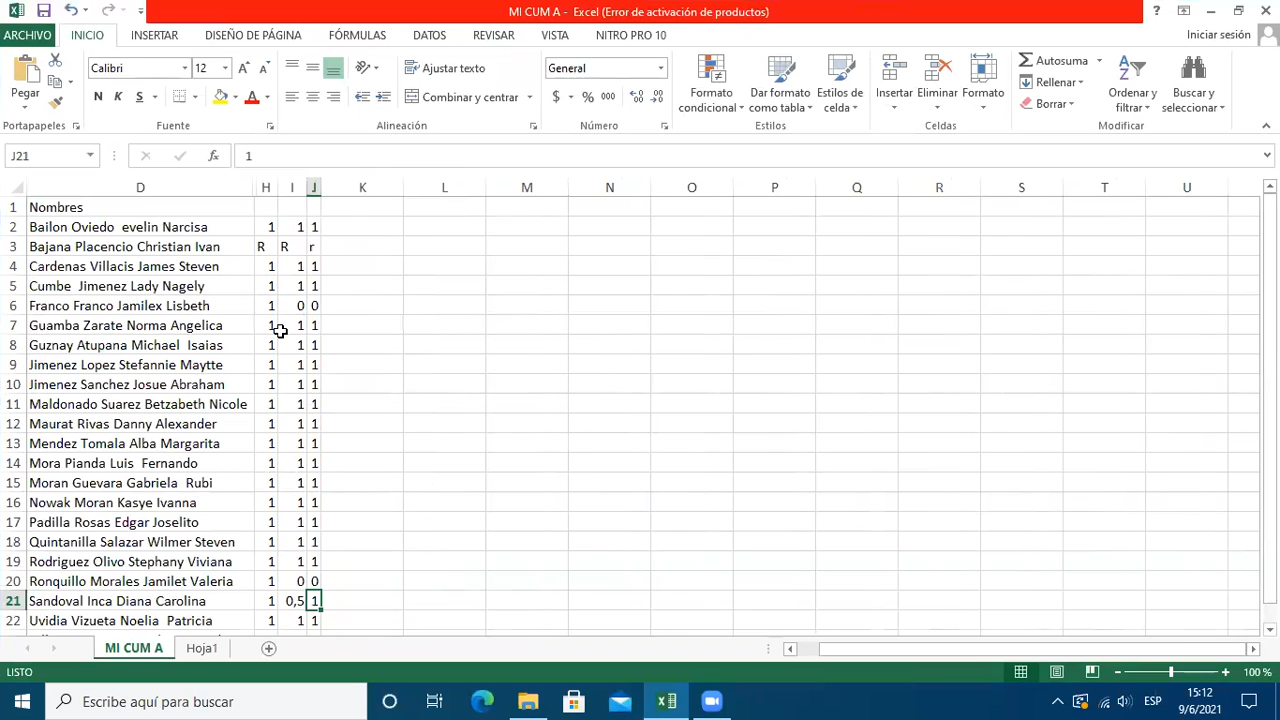 MI CUM A - Excel (Error de activación de productos)
ARCHIVO INICIO INSERTAR DISEÑO DE PÁGINA FÓRMULAS DATOS REVISAR VISTA NITRO PRO 10 Iniciar sesión
Calibri 12 Ajustar texto General Autosuma
Rellenar
N K S Combinar y centrar $ % 000 Borrar
Pegar Formato condicional Dar formato como tabla Estilos de celda Insertar Eliminar Formato Ordenar y filtrar Buscar y seleccionar
Portapapeles Fuente Alineación Número Estilos Celdas Modificar
J21 fx 1
D H I J K L M N O P Q R S T U
1 Nombres
2 Bailon Oviedo evelin Narcisa 1 1 1
3 Bajana Placencio Christian Ivan R R r
4 Cardenas Villacis James Steven 1 1 1
5 Cumbe Jimenez Lady Nagely 1 1 1
6 Franco Franco Jamilex Lisbeth 1 0 0
7 Guamba Zarate Norma Angelica 1 1 1
8 Guznay Atupana Michael Isaias 1 1 1
9 Jimenez Lopez Stefannie Maytte 1 1 1
10 Jimenez Sanchez Josue Abraham 1 1 1
11 Maldonado Suarez Betzabeth Nicole 1 1 1
12 Maurat Rivas Danny Alexander 1 1 1
13 Mendez Tomala Alba Margarita 1 1 1
14 Mora Pianda Luis Fernando 1 1 1
15 Moran Guevara Gabriela Rubi 1 1 1
16 Nowak Moran Kasye Ivanna 1 1 1
17 Padilla Rosas Edgar Joselito 1 1 1
18 Quintanilla Salazar Wilmer Steven 1 1 1
19 Rodriguez Olivo Stephany Viviana 1 1 1
20 Ronquillo Morales Jamilet Valeria 1 0 0
21 Sandoval Inca Diana Carolina 1 0,5 1
22 Uvidia Vizueta Noelia Patricia 1 1 1
MI CUM A Hoja1
LISTO 100 %
Escribe aquí para buscar ESP 15:12
9/6/2021